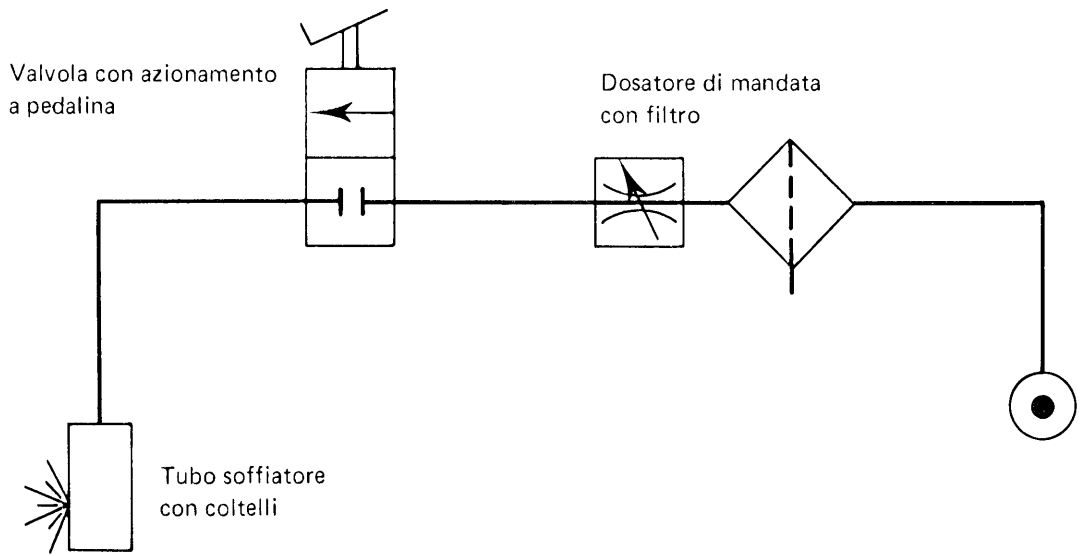 Valvola con azionamento
a pedalina
Dosatore di mandata
con filtro
Tubo soffiatore
con coltelli